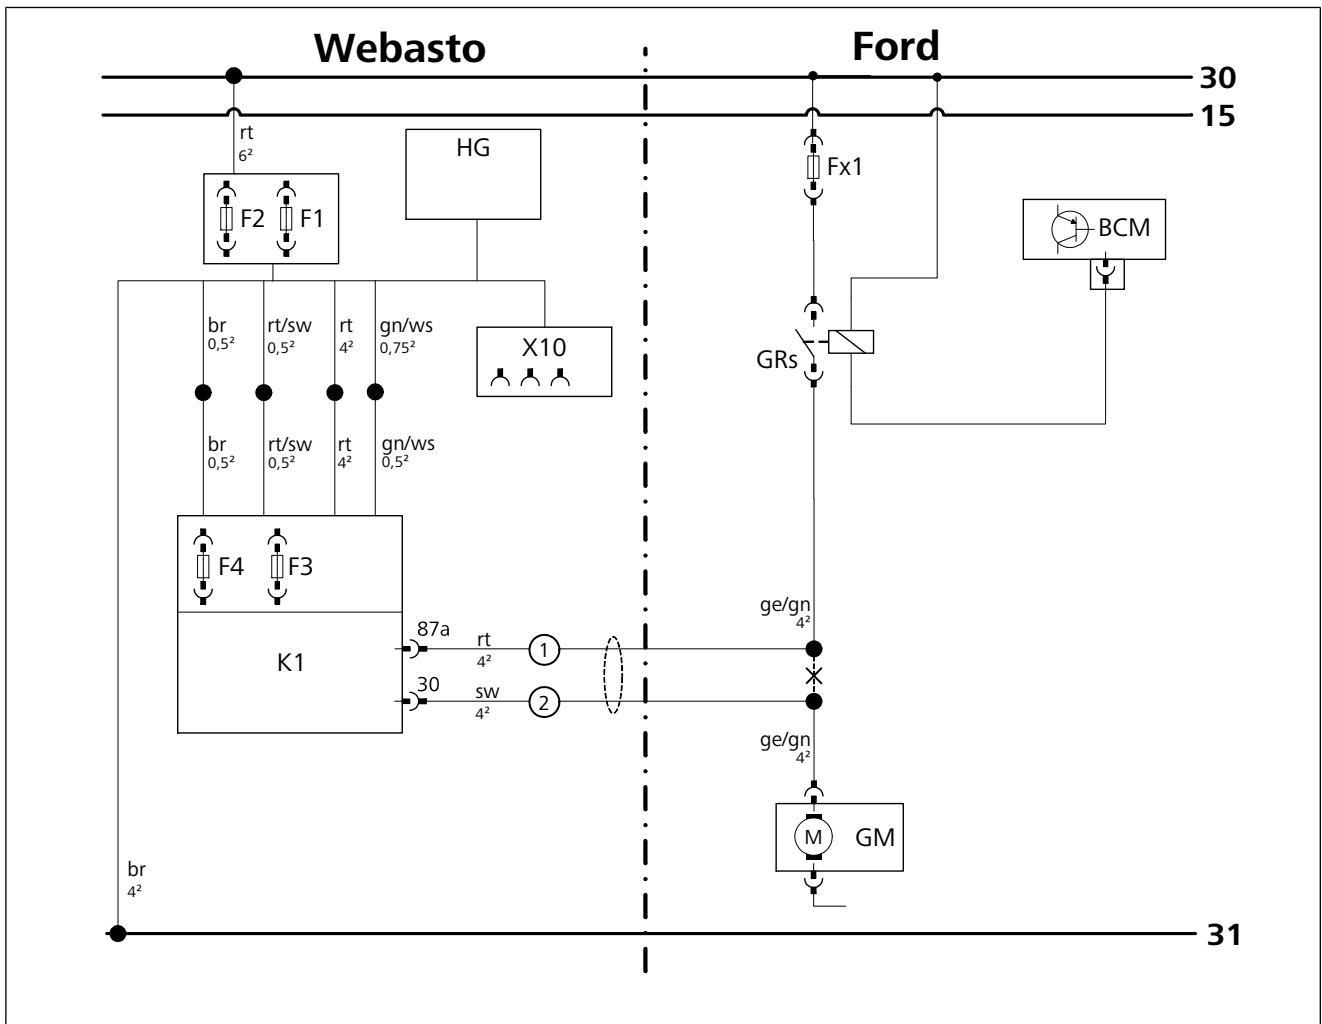 Webasto
Ford
30
15
rt
6²
HG
Fx1
F2
F1
BCM
br
0,5²
rt/sw
0,5²
rt
4²
gn/ws
0,75²
X10
GRs
br
0,5²
rt/sw
0,5²
rt
4²
gn/ws
0,5²
F4
F3
ge/gn
4²
87a
rt
4²
1
K1
30
sw
4²
2
ge/gn
4²
M
GM
br
4²
31